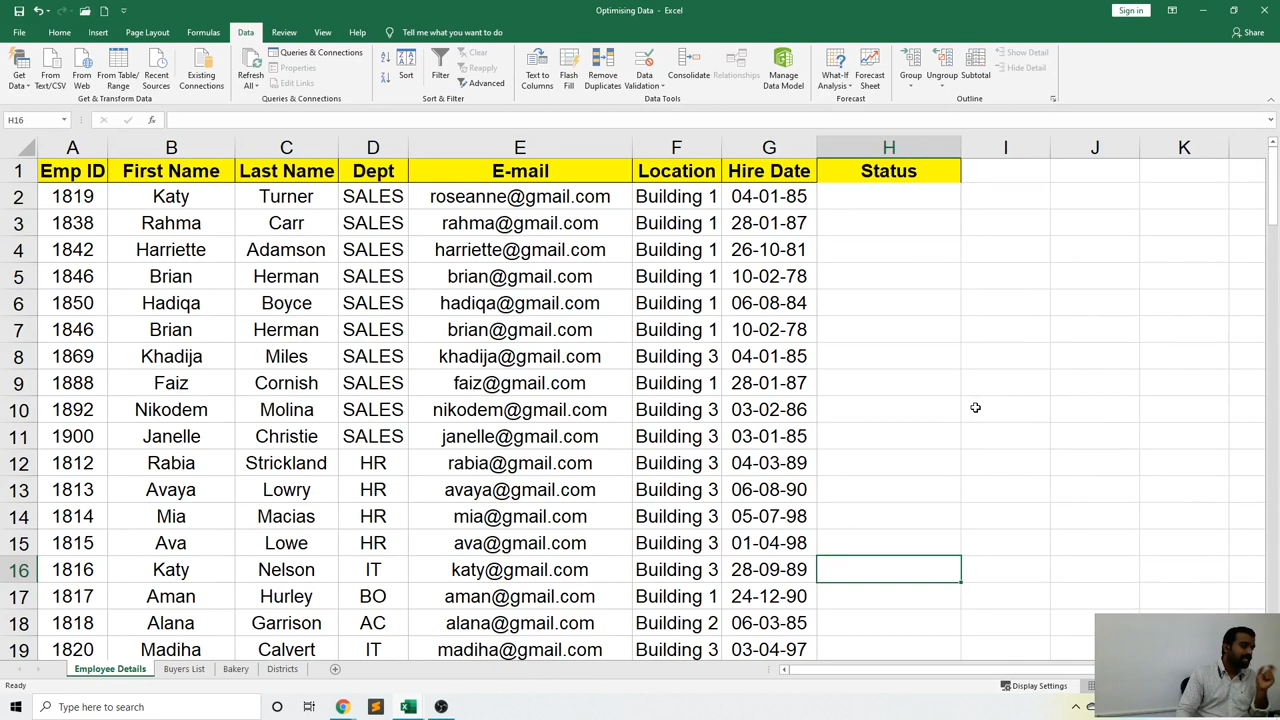 Optimising Data - Excel
Sign in
File Home Insert Page Layout Formulas Data Review View Help Tell me what you want to do Share
Get Data From Text/CSV From Web From Table/Range Recent Sources Existing Connections
Refresh All Queries & Connections Properties Edit Links
Sort Filter Clear Reapply Advanced
Text to Columns Flash Fill Remove Duplicates Data Validation Consolidate Relationships Manage Data Model
What-If Analysis Forecast Sheet Group Ungroup Subtotal Show Detail Hide Detail
Get & Transform Data Queries & Connections Sort & Filter Data Tools Forecast Outline
H16 fx
A B C D E F G H I J K
1 Emp ID First Name Last Name Dept E-mail Location Hire Date Status
2 1819 Katy Turner SALES roseanne@gmail.com Building 1 04-01-85
3 1838 Rahma Carr SALES rahma@gmail.com Building 1 28-01-87
4 1842 Harriette Adamson SALES harriette@gmail.com Building 1 26-10-81
5 1846 Brian Herman SALES brian@gmail.com Building 1 10-02-78
6 1850 Hadiqa Boyce SALES hadiqa@gmail.com Building 1 06-08-84
7 1846 Brian Herman SALES brian@gmail.com Building 1 10-02-78
8 1869 Khadija Miles SALES khadija@gmail.com Building 3 04-01-85
9 1888 Faiz Cornish SALES faiz@gmail.com Building 1 28-01-87
10 1892 Nikodem Molina SALES nikodem@gmail.com Building 3 03-02-86
11 1900 Janelle Christie SALES janelle@gmail.com Building 3 03-01-85
12 1812 Rabia Strickland HR rabia@gmail.com Building 3 04-03-89
13 1813 Avaya Lowry HR avaya@gmail.com Building 3 06-08-90
14 1814 Mia Macias HR mia@gmail.com Building 3 05-07-98
15 1815 Ava Lowe HR ava@gmail.com Building 3 01-04-98
16 1816 Katy Nelson IT katy@gmail.com Building 3 28-09-89
17 1817 Aman Hurley BO aman@gmail.com Building 1 24-12-90
18 1818 Alana Garrison AC alana@gmail.com Building 2 06-03-85
19 1820 Madiha Calvert IT madiha@gmail.com Building 3 03-04-97
Employee Details Buyers List Bakery Districts
Ready Display Settings
Type here to search